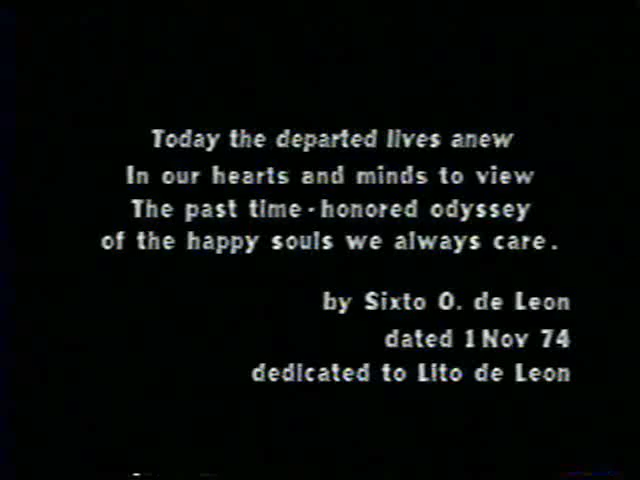 Today the departed lives anew
In our hearts and minds to view
The past time-honored odyssey
of the happy souls we always care.
by Sixto O. de Leon
dated 1 Nov 74
dedicated to Lito de Leon